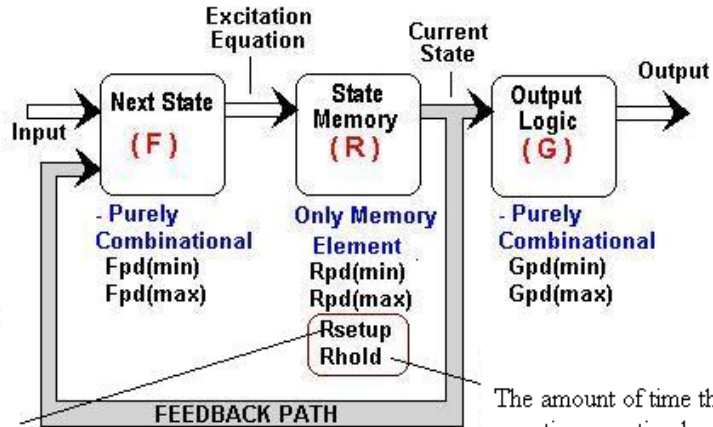 Excitation
Equation
Current
State
Output
Input
Next State
( F )
State
Memory
( R )
Output
Logic
( G )
- Purely
Combinational
Fpd(min)
Fpd(max)
Only Memory
Element
Rpd(min)
Rpd(max)
Rsetup
Rhold
- Purely
Combinational
Gpd(min)
Gpd(max)
FEEDBACK PATH
The amount of time th